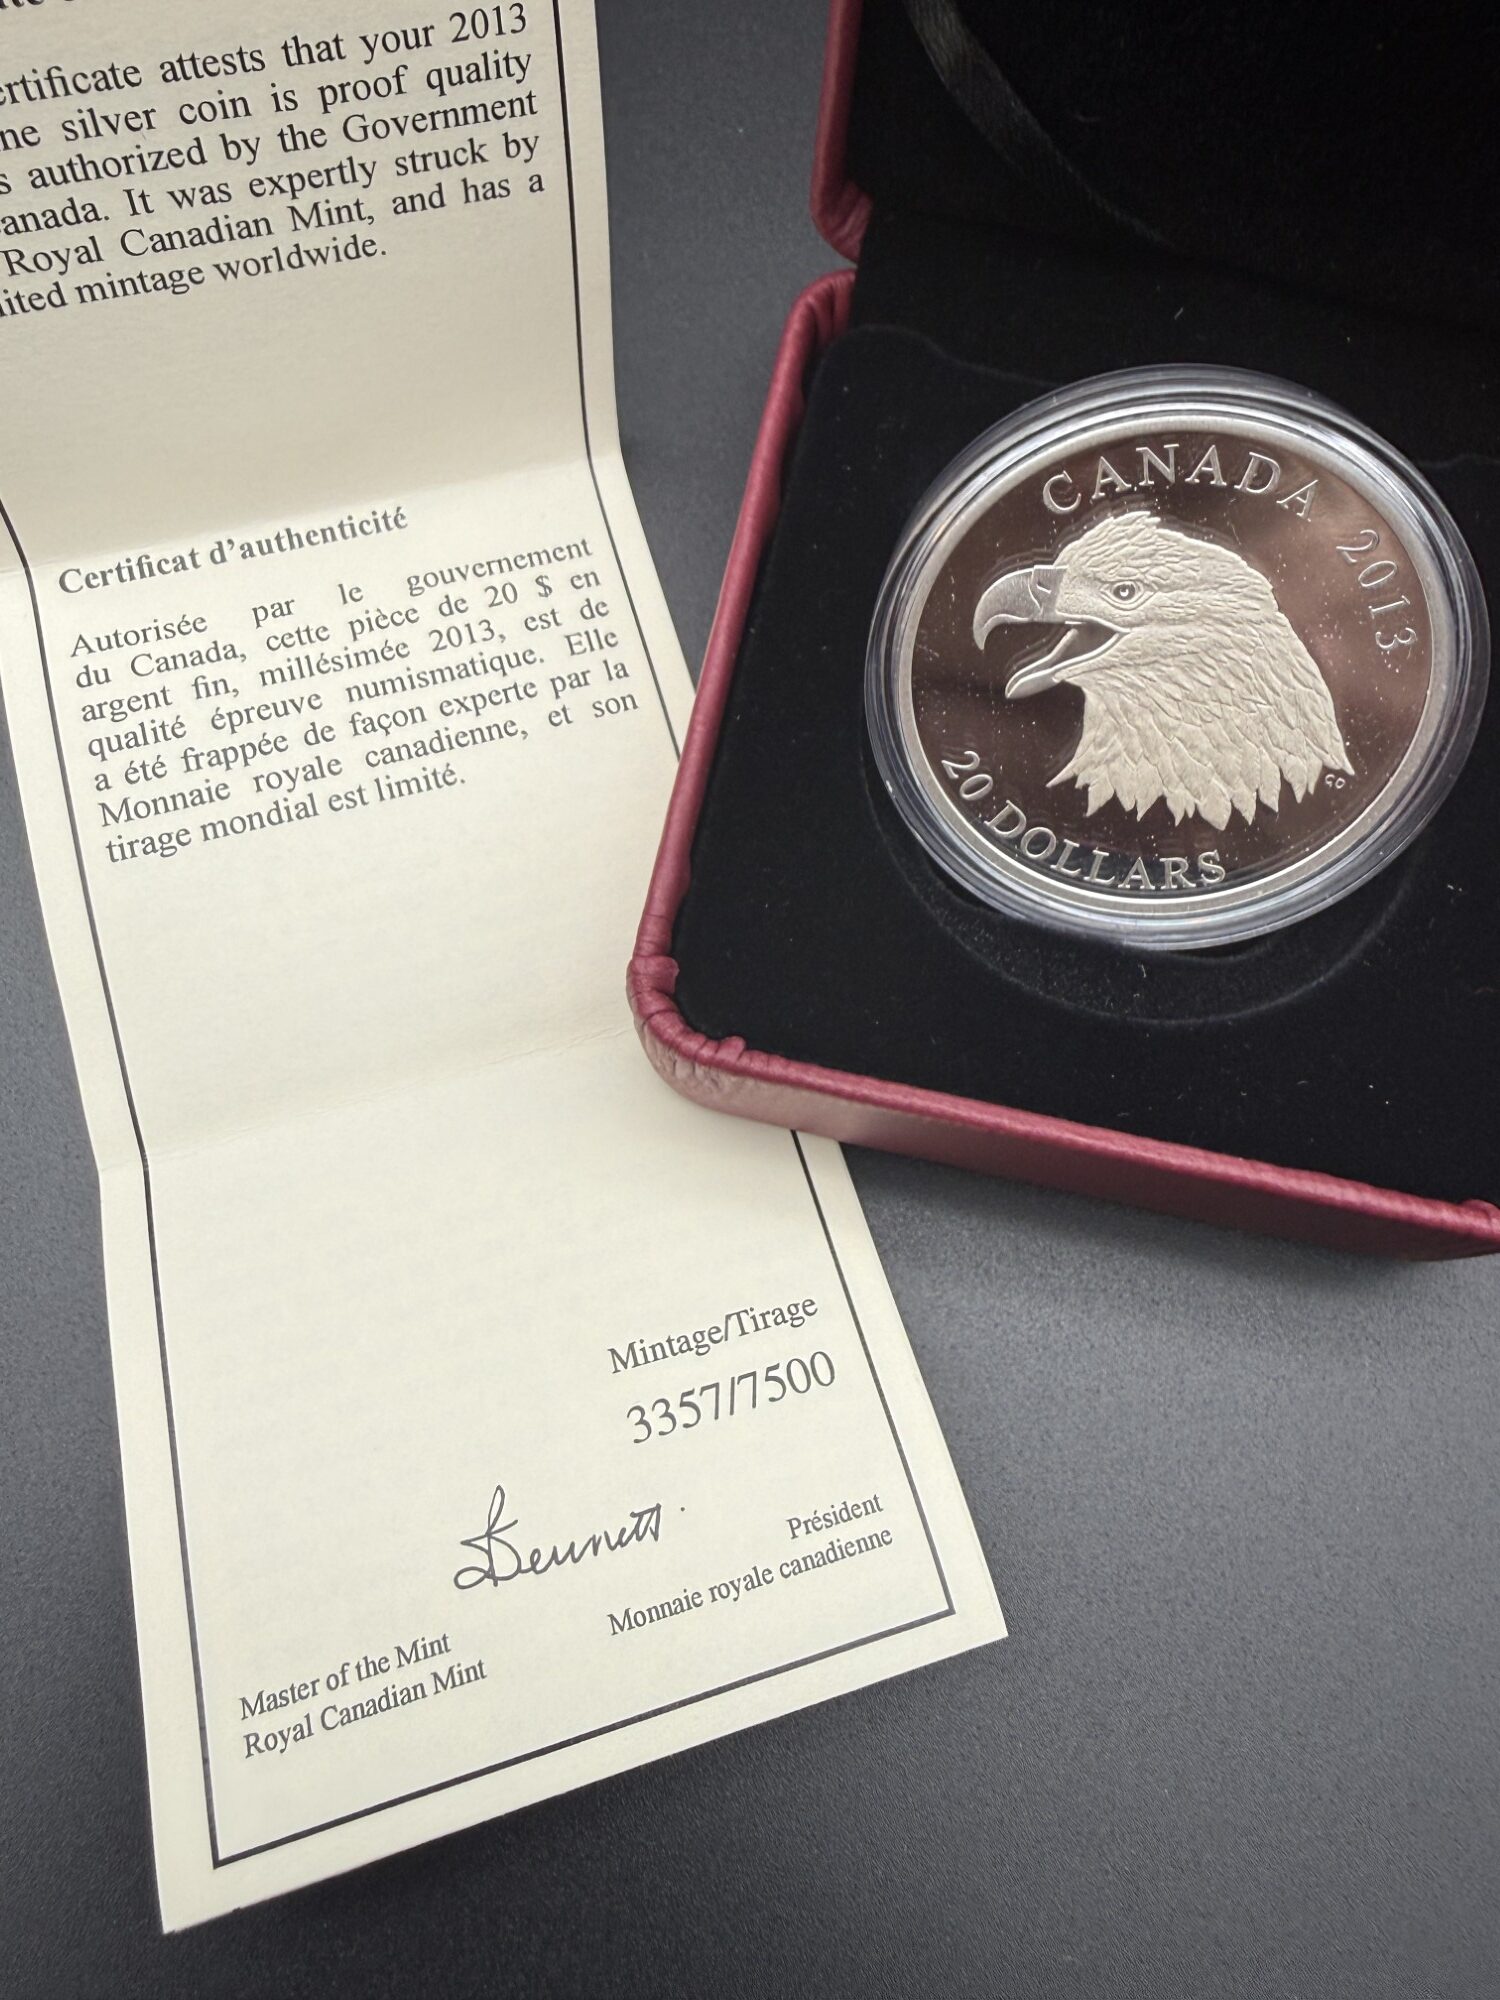 ertificate attests that your 2013
ne silver coin is proof quality
s authorized by the Government
anada. It was expertly struck by
Royal Canadian Mint, and has a
ited mintage worldwide.
Certificat d'authenticité
Autorisée par le gouvernement
du Canada, cette pièce de 20 $ en
argent fin, millésimée 2013, est de
qualité épreuve numismatique. Elle
a été frappée de façon experte par la
Monnaie royale canadienne, et son
tirage mondial est limité.
Mintage/Tirage
3357/7500
Bennett
Président
Monnaie royale canadienne
Master of the Mint
Royal Canadian Mint
CANADA 2013
20 DOLLARS